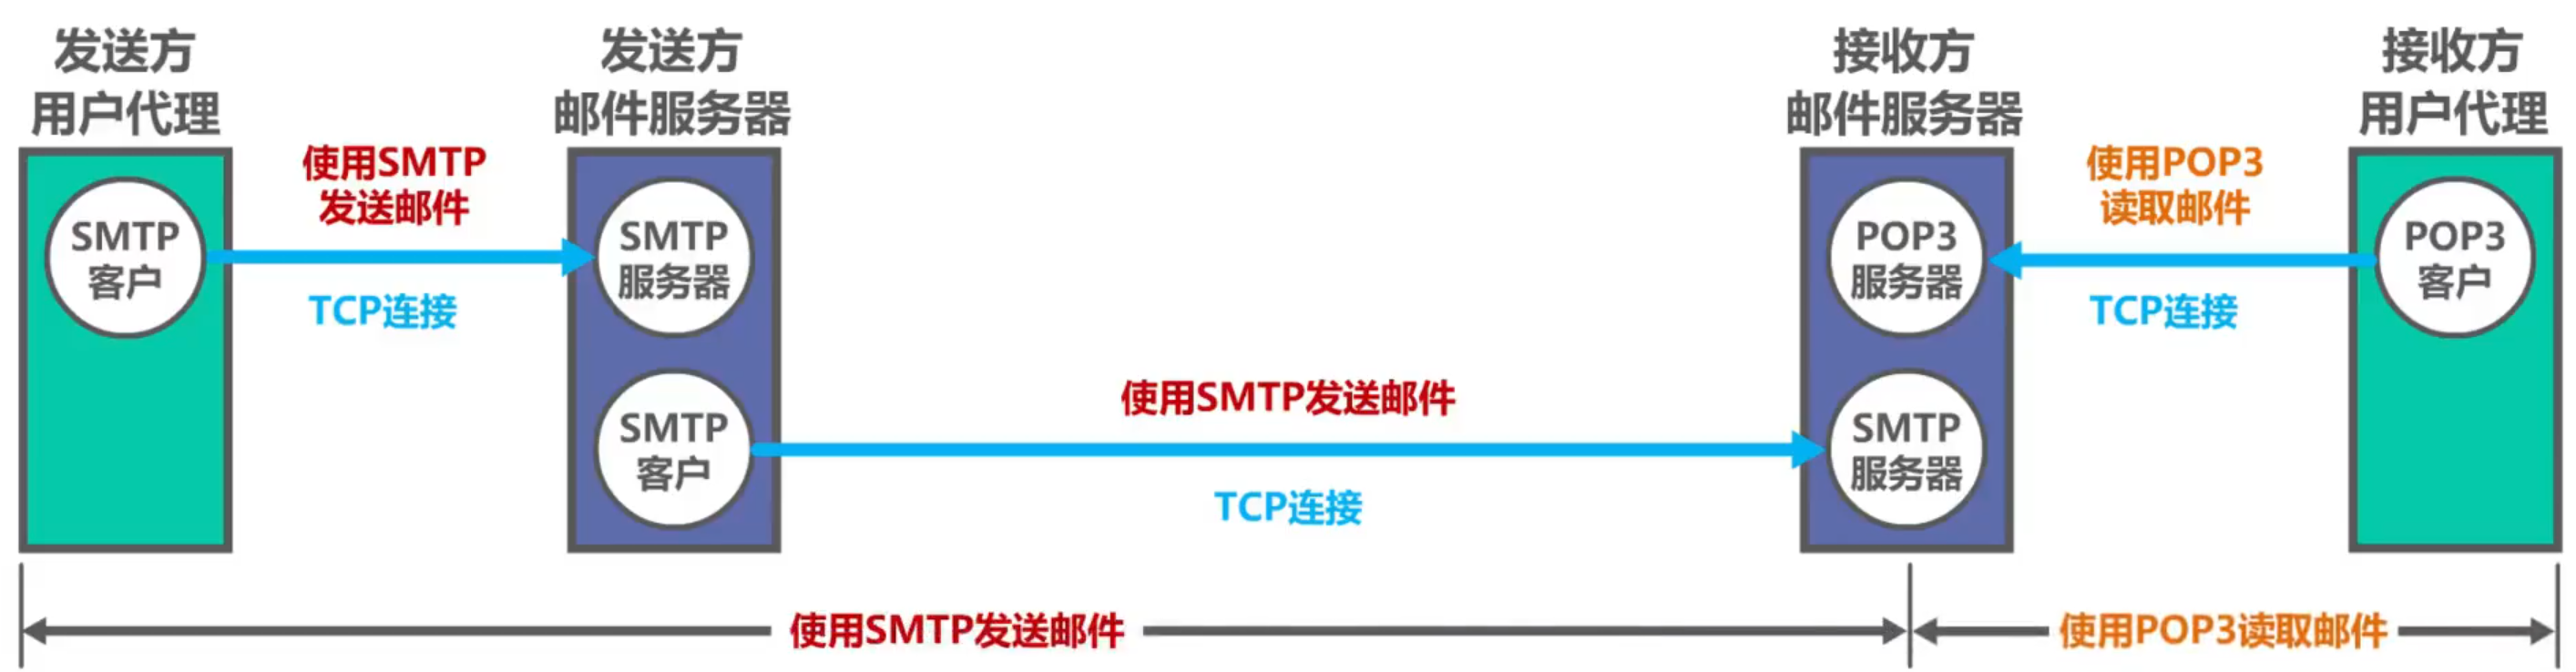 发送方
用户代理
发送方
邮件服务器
接收方
邮件服务器
接收方
用户代理
使用SMTP
发送邮件
使用POP3
读取邮件
SMTP
客户
SMTP
服务器
POP3
服务器
POP3
客户
TCP连接
TCP连接
使用SMTP发送邮件
SMTP
客户
SMTP
服务器
TCP连接
使用SMTP发送邮件
使用POP3读取邮件